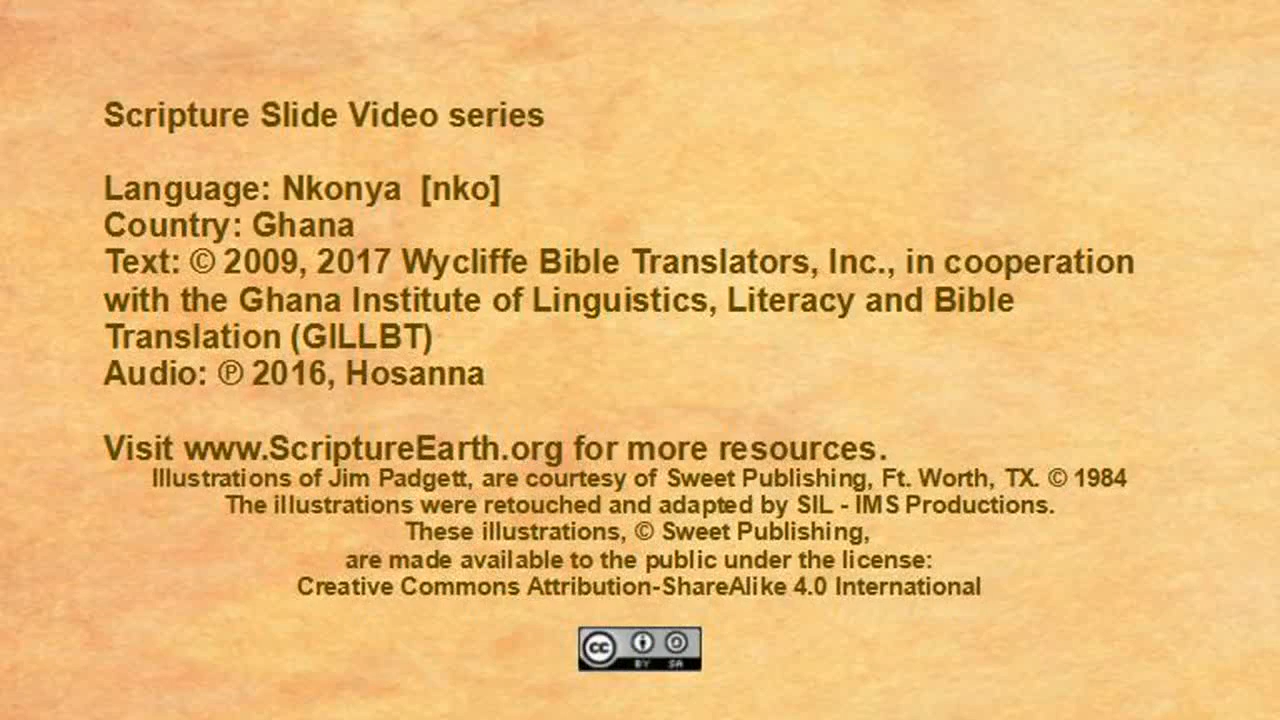 Scripture Slide Video series
Language: Nkonya [nko]
Country: Ghana
Text: © 2009, 2017 Wycliffe Bible Translators, Inc., in cooperation
with the Ghana Institute of Linguistics, Literacy and Bible
Translation (GILLBT)
Audio: ℗ 2016, Hosanna
Visit www.ScriptureEarth.org for more resources.
Illustrations of Jim Padgett, are courtesy of Sweet Publishing, Ft. Worth, TX. © 1984
The illustrations were retouched and adapted by SIL - IMS Productions.
These illustrations, © Sweet Publishing,
are made available to the public under the license:
Creative Commons Attribution-ShareAlike 4.0 International
cc
BY SA